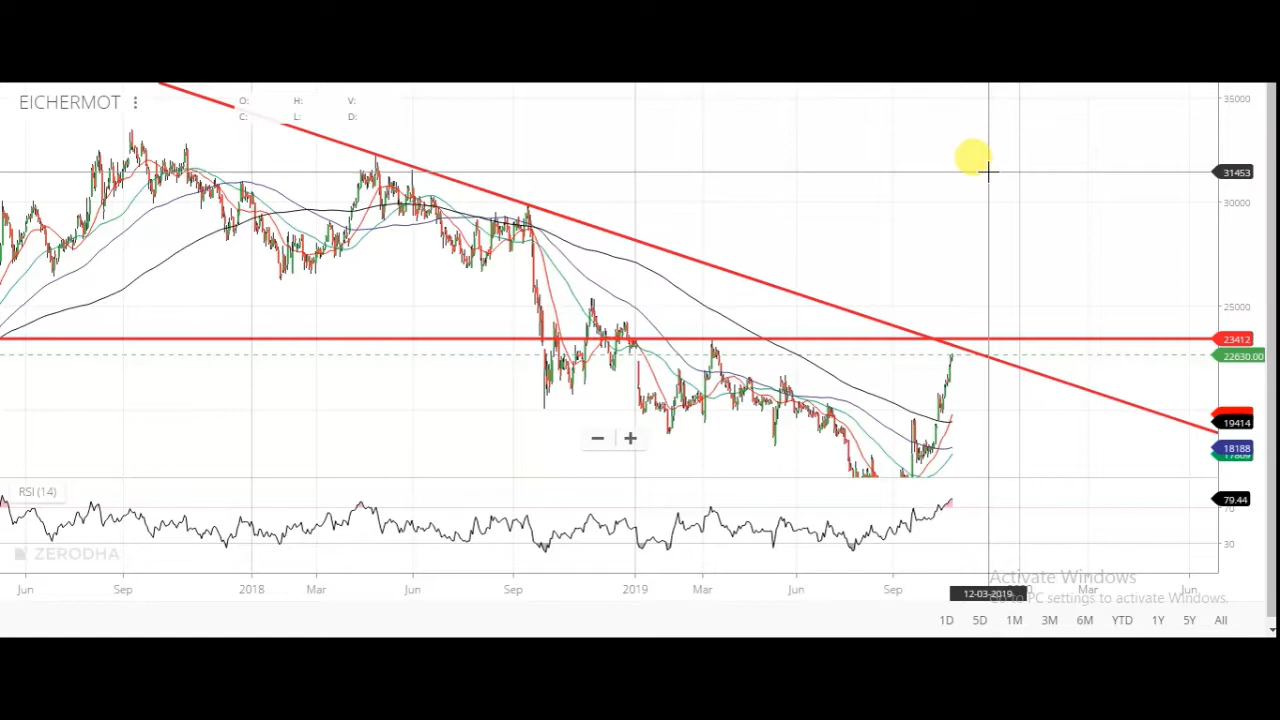 EICHERMOT
O: H: V:
C: L: D:
35000
31453
30000
25000
23412
22630.00
19414
18188
RSI (14)
79.44
70
30
ZERODHA
Jun Sep 2018 Mar Jun Sep 2019 Mar Jun Sep Mar Jun
12-03-2019
Activate Windows
Go to PC settings to activate Windows.
1D 5D 1M 3M 6M YTD 1Y 5Y All